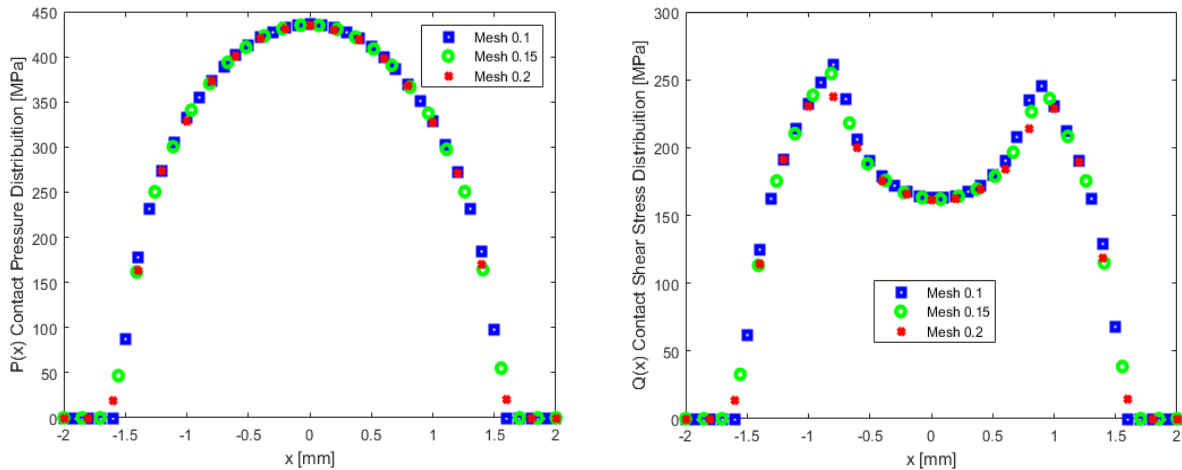 P(x) Contact Pressure Distribuition [MPa]
450
400
350
300
250
200
150
100
50
0
-2 -1.5 -1 -0.5 0 0.5 1 1.5 2
x [mm]
Mesh 0.1
Mesh 0.15
Mesh 0.2
Q(x) Contact Shear Stress Distribuition [MPa]
300
250
200
150
100
50
0
-2 -1.5 -1 -0.5 0 0.5 1 1.5 2
x [mm]
Mesh 0.1
Mesh 0.15
Mesh 0.2